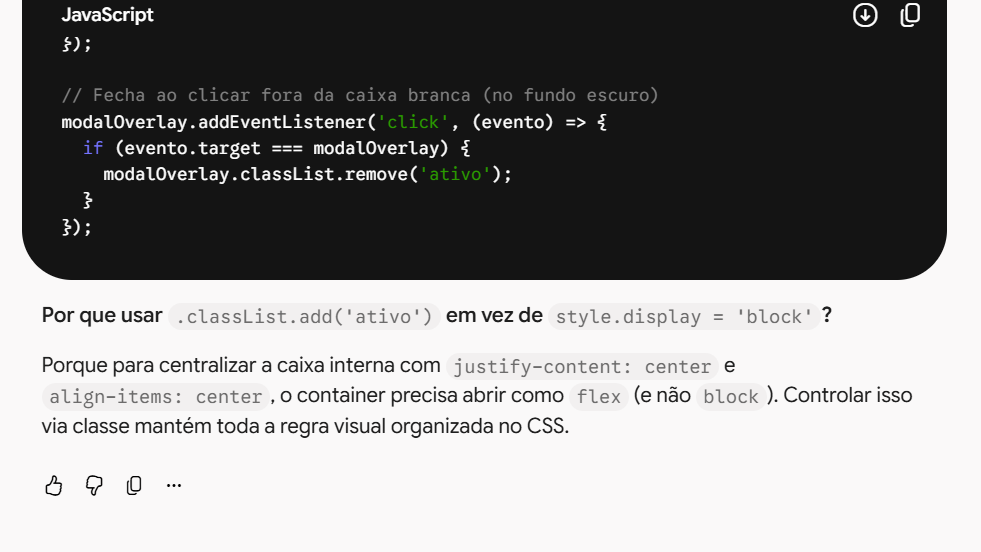 JavaScript
});
// Fecha ao clicar fora da caixa branca (no fundo escuro)
modalOverlay.addEventListener('click', (evento) => {
  if (evento.target === modalOverlay) {
    modalOverlay.classList.remove('ativo');
  }
});
Por que usar .classList.add('ativo') em vez de style.display = 'block' ?
Porque para centralizar a caixa interna com justify-content: center e
align-items: center , o container precisa abrir como flex (e não block ). Controlar isso
via classe mantém toda a regra visual organizada no CSS.